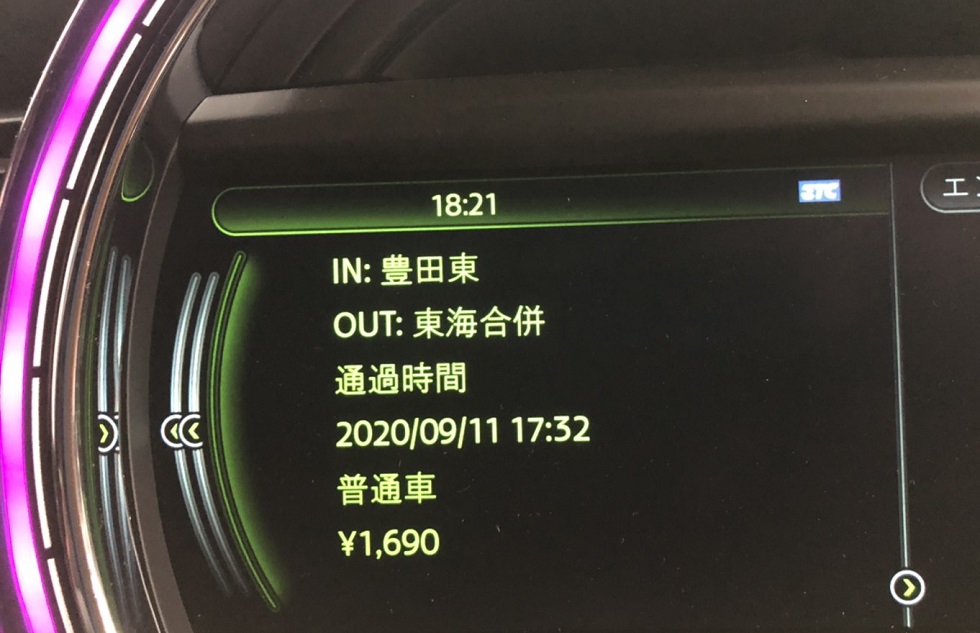 18:21
ETC
IN: 豊田東
OUT: 東海合併
通過時間
2020/09/11 17:32
普通車
¥1,690
エ